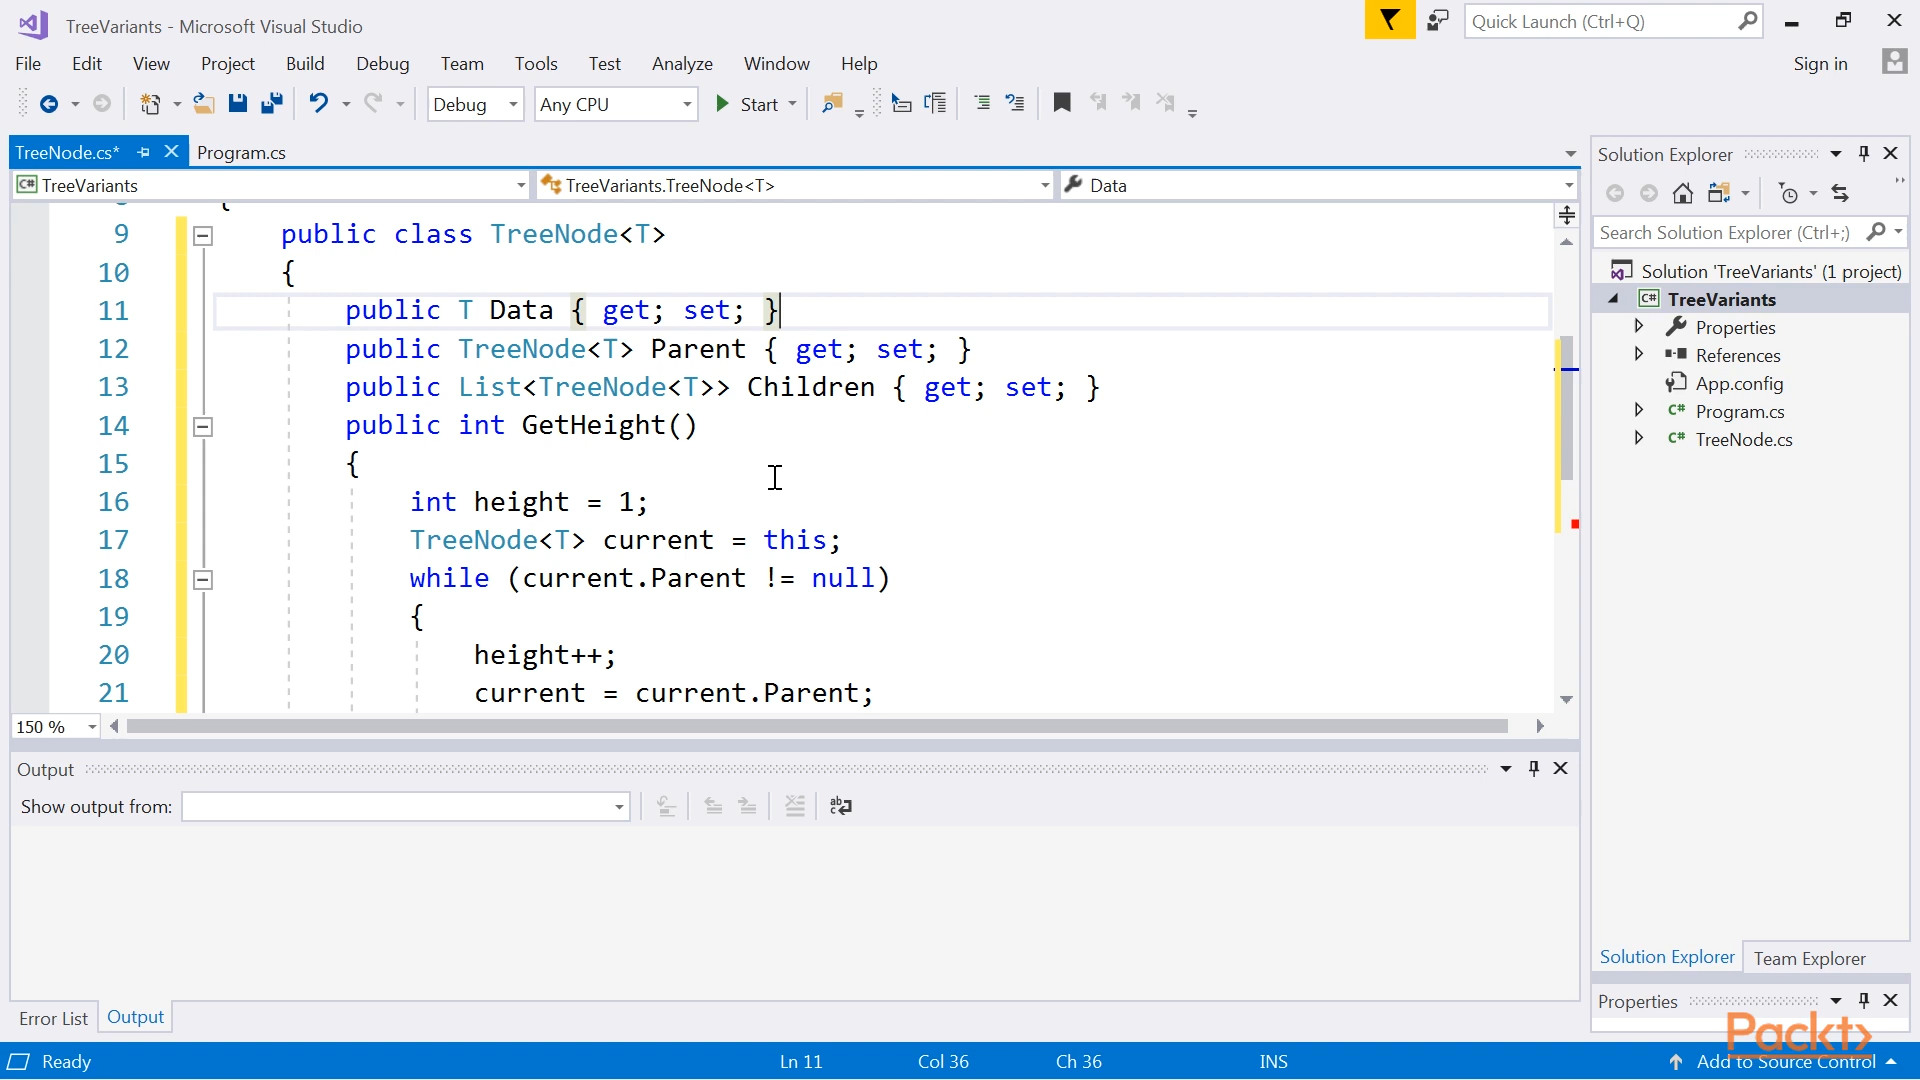 TreeVariants - Microsoft Visual Studio
Quick Launch (Ctrl+Q)
File Edit View Project Build Debug Team Tools Test Analyze Window Help
Sign in
Debug Any CPU Start
TreeNode.cs* Program.cs
C# TreeVariants TreeVariants.TreeNode<T> Data
{
9 public class TreeNode<T>
10 {
11 public T Data { get; set; }
12 public TreeNode<T> Parent { get; set; }
13 public List<TreeNode<T>> Children { get; set; }
14 public int GetHeight()
15 {
16 int height = 1;
17 TreeNode<T> current = this;
18 while (current.Parent != null)
19 {
20 height++;
21 current = current.Parent;
150 %
Output
Show output from:
Error List Output
Solution Explorer
Search Solution Explorer (Ctrl+;)
Solution 'TreeVariants' (1 project)
C# TreeVariants
Properties
References
App.config
C# Program.cs
C# TreeNode.cs
Solution Explorer Team Explorer
Properties
Packt>
Ready Ln 11 Col 36 Ch 36 INS Add to Source Control